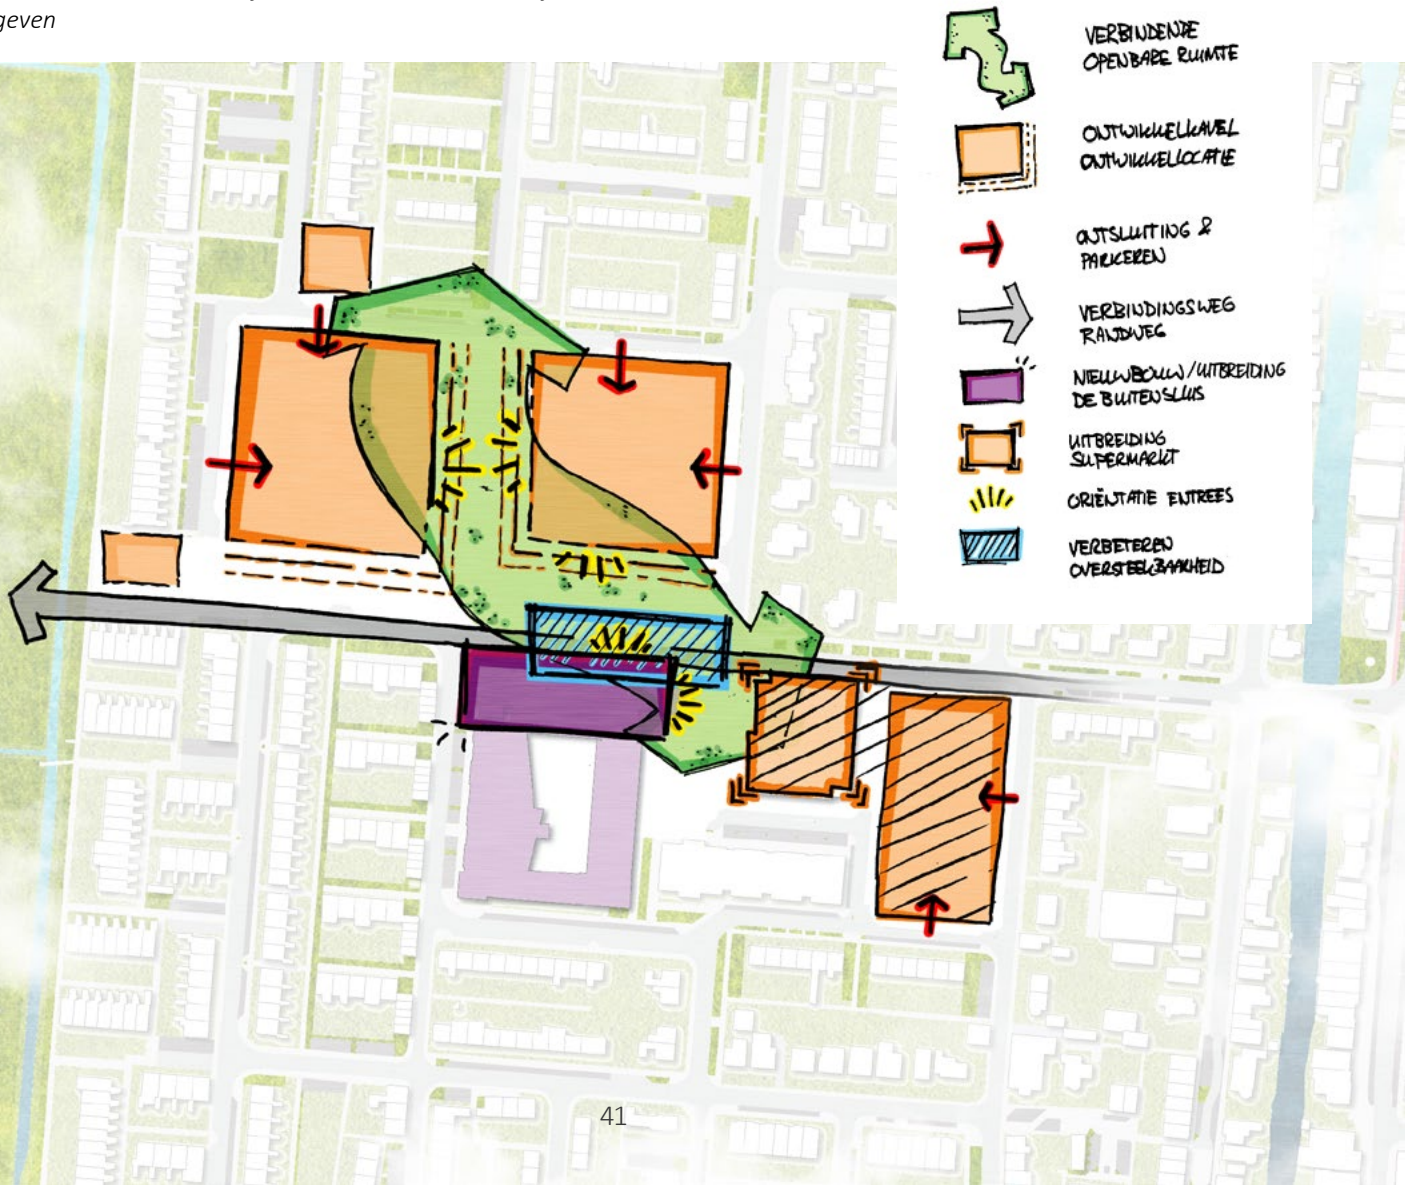 geven
VERBINDENDE
OPENBARE RUIMTE
ONTWIKKELKAVEL
ONTWIKKELLOCATIE
ONTSLUITING &
PARKEREN
VERBINDINGSWEG
RANDWEG
NIEUWBOUW/UITBREIDING
DE BUITENSLUIS
UITBREIDING
SUPERMARKT
ORIËNTATIE ENTREES
VERBETEREN
OVERSTEEKBAARHEID
41